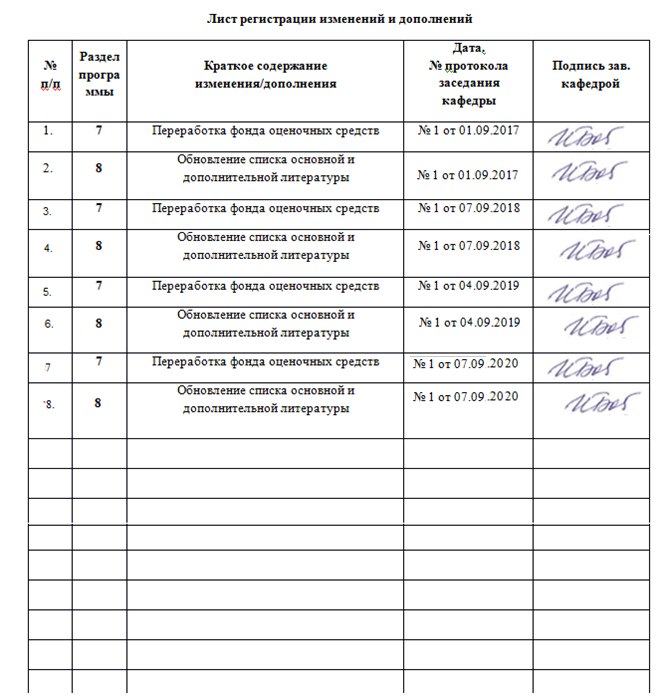 Лист регистрации изменений и дополнений
№
п/п
Раздел
програ
ммы
Краткое содержание
изменения/дополнения
Дата,
№ протокола
заседания
кафедры
Подпись зав.
кафедрой
1. 7 Переработка фонда оценочных средств № 1 от 01.09.2017
2. 8 Обновление списка основной и
дополнительной литературы № 1 от 01.09.2017
3. 7 Переработка фонда оценочных средств № 1 от 07.09.2018
4. 8 Обновление списка основной и
дополнительной литературы № 1 от 07.09.2018
5. 7 Переработка фонда оценочных средств № 1 от 04.09.2019
6. 8 Обновление списка основной и
дополнительной литературы № 1 от 04.09.2019
7 7 Переработка фонда оценочных средств № 1 от 07.09.2020
8. 8 Обновление списка основной и
дополнительной литературы № 1 от 07.09.2020